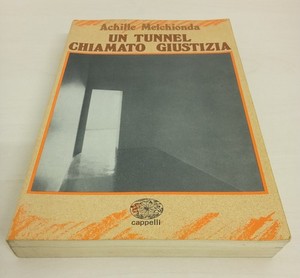 Achille Melchionda
UN TUNNEL
CHIAMATO GIUSTIZIA
cappelli